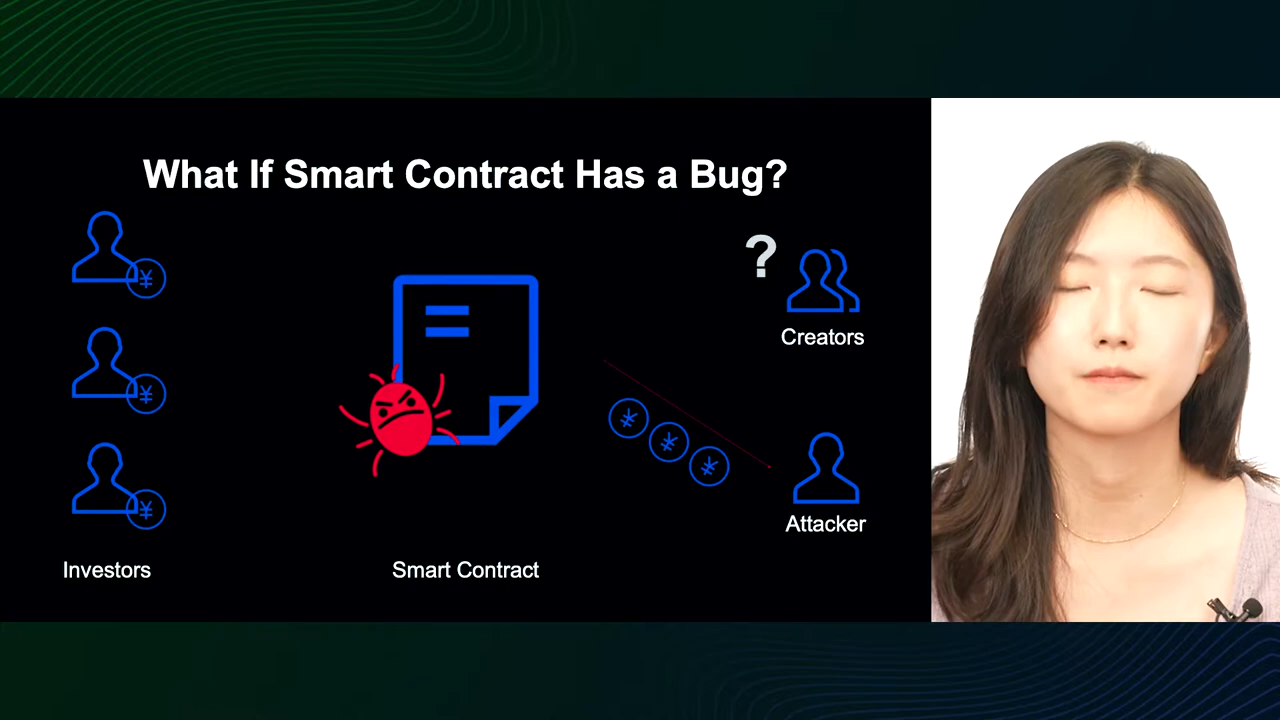 What If Smart Contract Has a Bug?
?
¥
¥
¥
Creators
¥
¥
¥
Attacker
Investors
Smart Contract